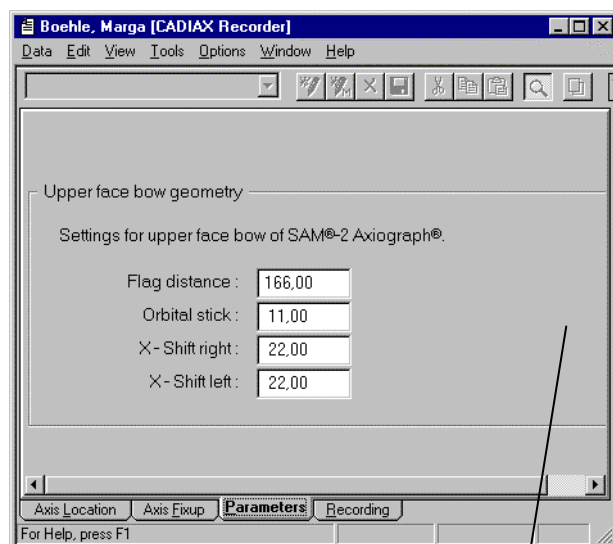 Boehle, Marga [CADIAX Recorder]
Data Edit View Tools Options Window Help
Upper face bow geometry
Settings for upper face bow of SAM®-2 Axiograph®.
Flag distance : 166,00
Orbital stick : 11,00
X - Shift right : 22,00
X - Shift left : 22,00
Axis Location Axis Fixup Parameters Recording
For Help, press F1